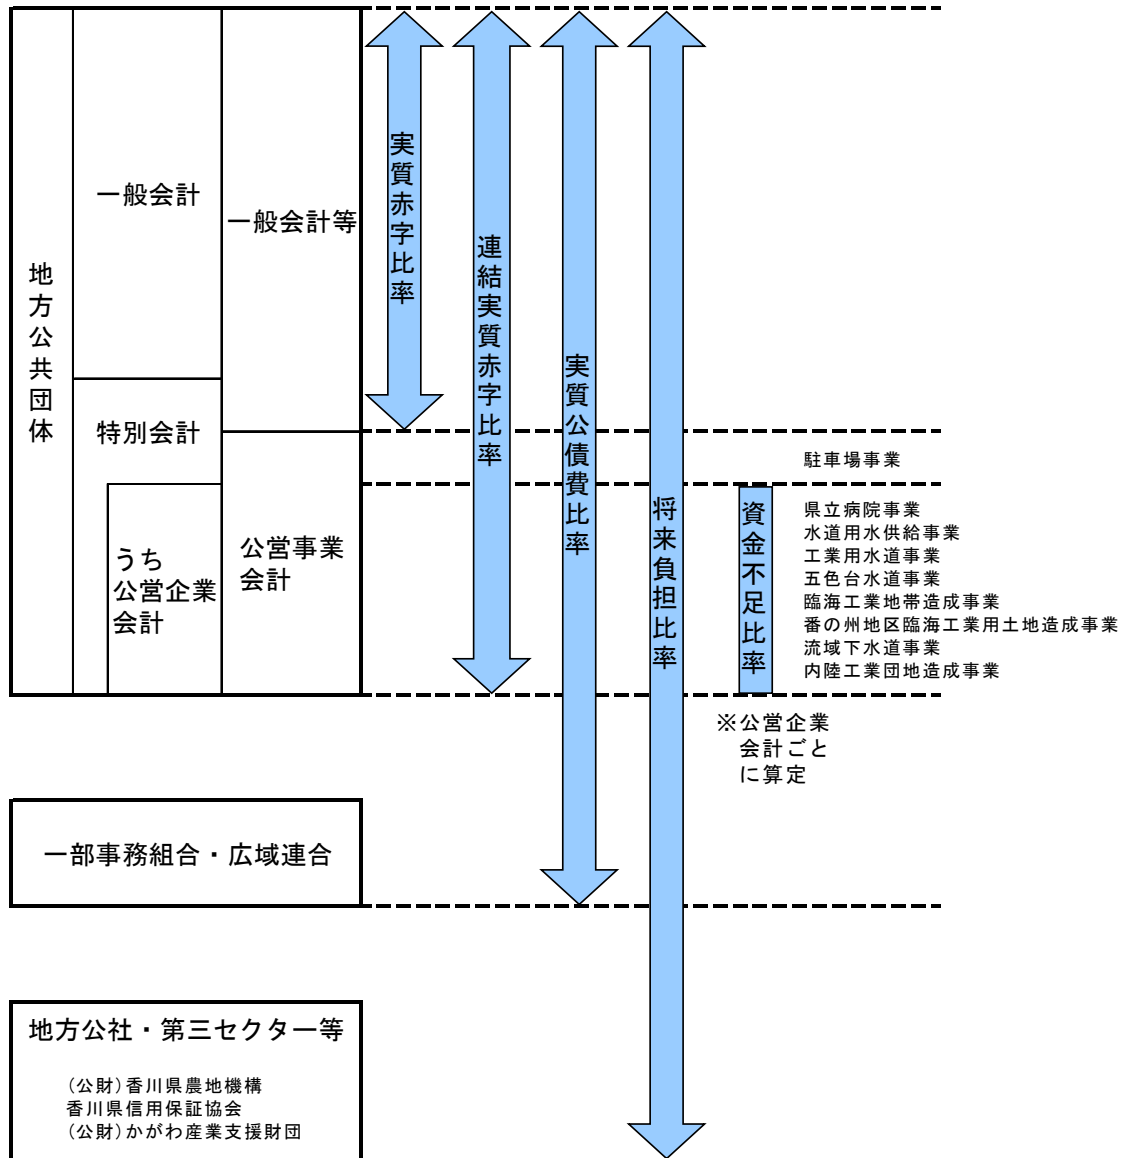 地方公共団体
一般会計
一般会計等
特別会計
うち
公営企業
会計
公営事業
会計
実質赤字比率
連結実質赤字比率
実質公債費比率
将来負担比率
資金不足比率
駐車場事業
県立病院事業
水道用水供給事業
工業用水道事業
五色台水道事業
臨海工業地帯造成事業
番の州地区臨海工業用土地造成事業
流域下水道事業
内陸工業団地造成事業
※公営企業
会計ごと
に算定
一部事務組合・広域連合
地方公社・第三セクター等
(公財)香川県農地機構
香川県信用保証協会
(公財)かがわ産業支援財団